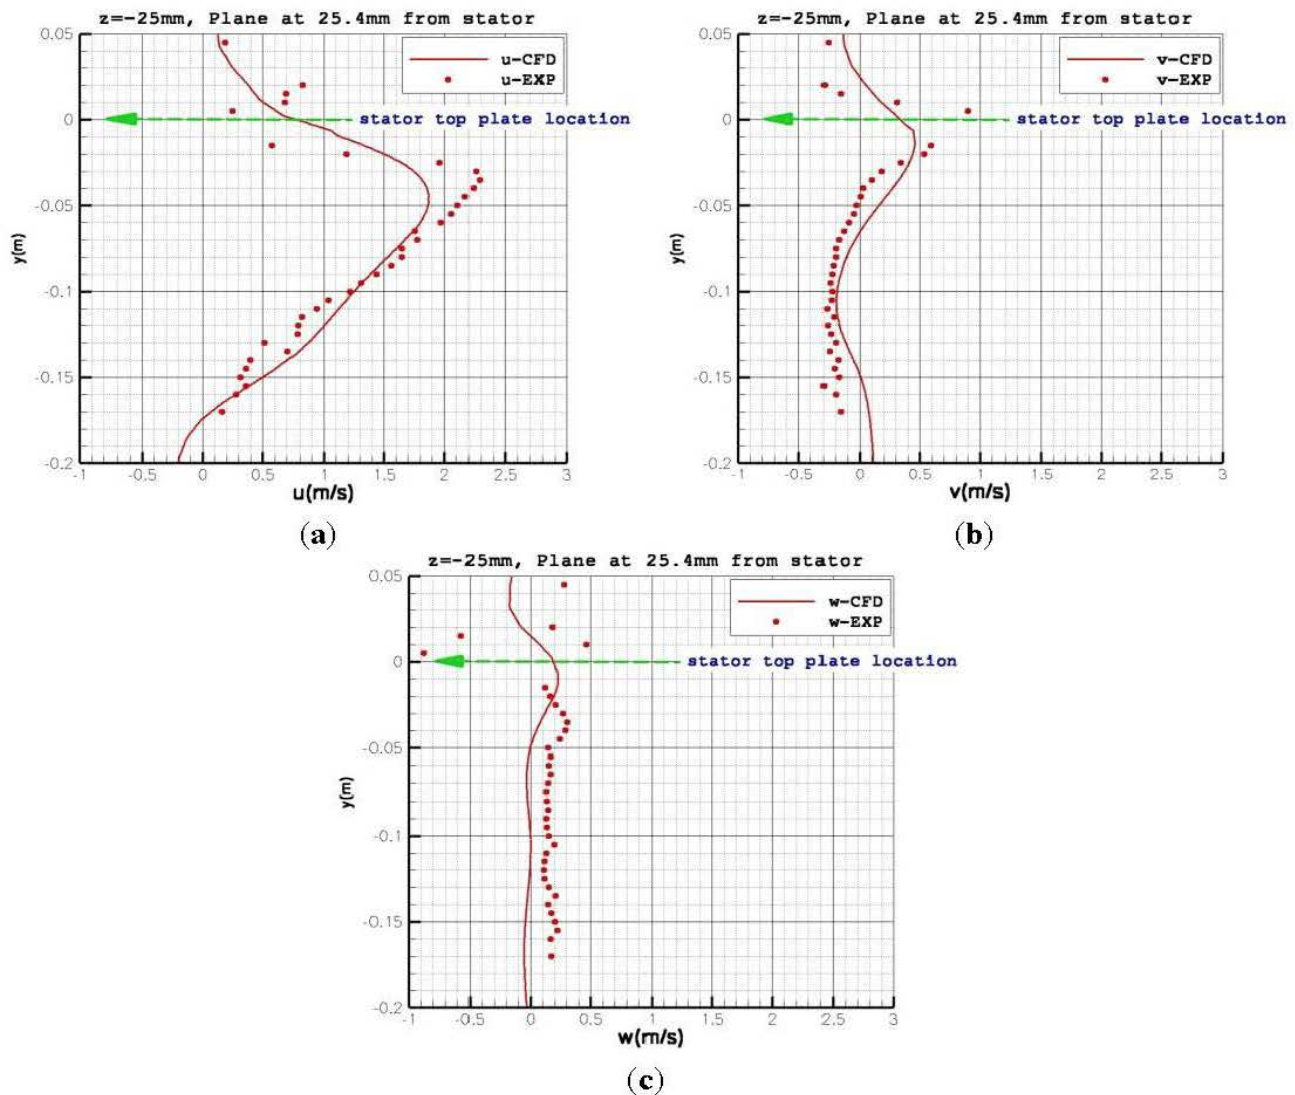 z=-25mm, Plane at 25.4mm from stator
0.05
u-CFD
u-EXP
0
stator top plate location
-0.05
y(m)
-0.1
-0.15
-0.2
-1 -0.5 0 0.5 1 1.5 2 2.5 3
u(m/s)
(a)
z=-25mm, Plane at 25.4mm from stator
0.05
v-CFD
v-EXP
0
stator top plate location
-0.05
y(m)
-0.1
-0.15
-0.2
-1 -0.5 0 0.5 1 1.5 2 2.5 3
v(m/s)
(b)
z=-25mm, Plane at 25.4mm from stator
0.05
w-CFD
w-EXP
0
stator top plate location
-0.05
y(m)
-0.1
-0.15
-0.2
-1 -0.5 0 0.5 1 1.5 2 2.5 3
w(m/s)
(c)